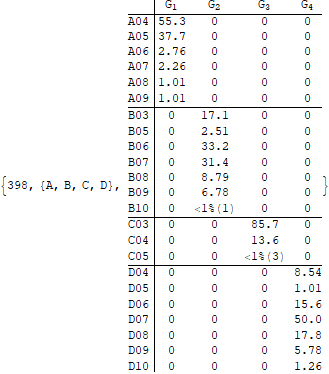 G1 G2 G3 G4
A04 55.3 0 0 0
A05 37.7 0 0 0
A06 2.76 0 0 0
A07 2.26 0 0 0
A08 1.01 0 0 0
A09 1.01 0 0 0
B03 0 17.1 0 0
B05 0 2.51 0 0
B06 0 33.2 0 0
B07 0 31.4 0 0
B08 0 8.79 0 0
{398, {A, B, C, D}, B09 0 6.78 0 0 }
B10 0 <1%(1) 0 0
C03 0 0 85.7 0
C04 0 0 13.6 0
C05 0 0 <1%(3) 0
D04 0 0 0 8.54
D05 0 0 0 1.01
D06 0 0 0 15.6
D07 0 0 0 50.0
D08 0 0 0 17.8
D09 0 0 0 5.78
D10 0 0 0 1.26